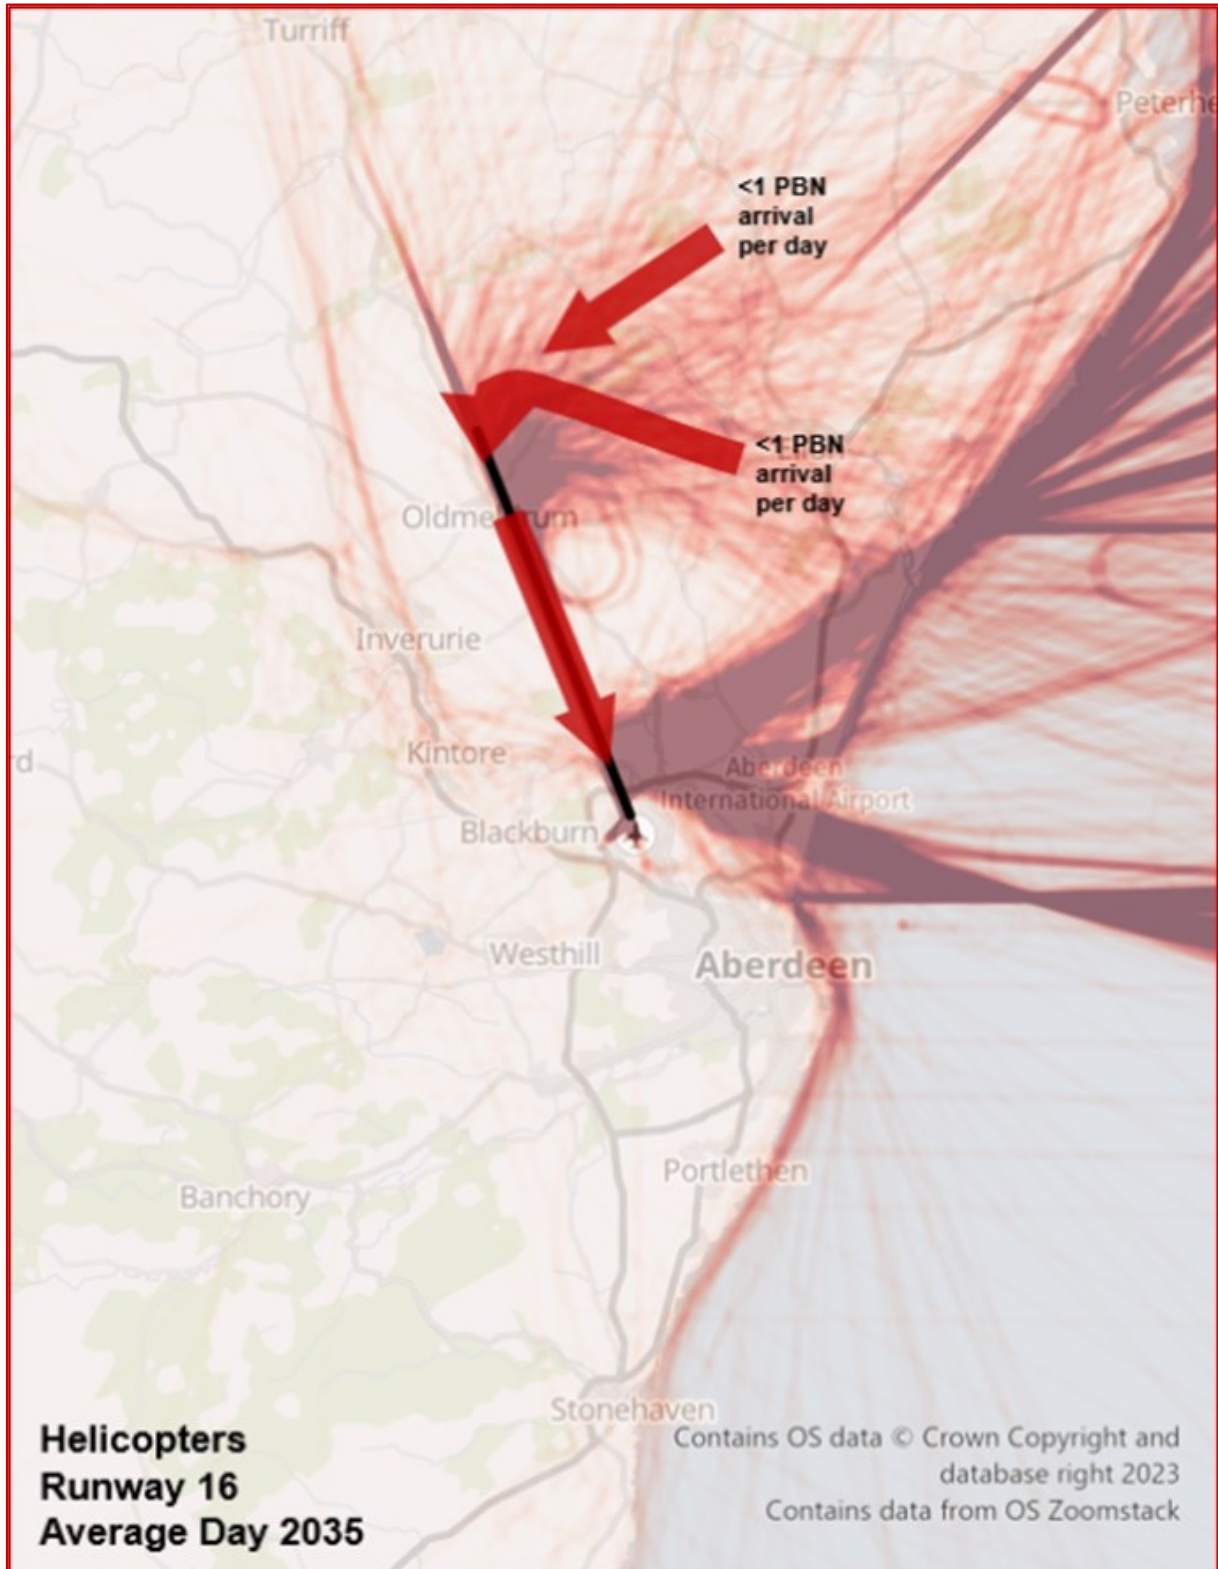 Turriff
Peterhe
<1 PBN
arrival
per day
<1 PBN
arrival
per day
Oldmeldrum
Inverurie
Kintore
rd
Aberdeen
International Airport
Blackburn
Westhill
Aberdeen
Portlethen
Banchory
Stonehaven
Helicopters
Runway 16
Average Day 2035
Contains OS data © Crown Copyright and
database right 2023
Contains data from OS Zoomstack